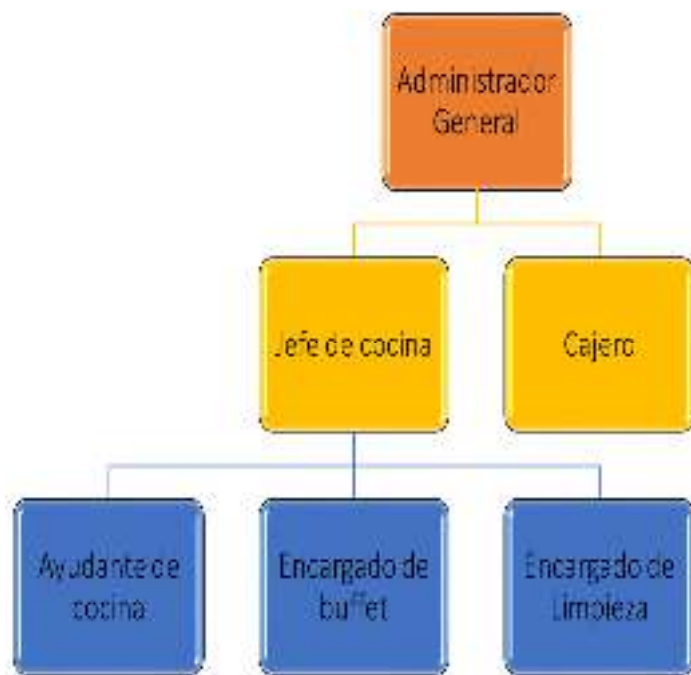 Administrador
General
Jefe de cocina
Cajero
Ayudante de
cocina
Encargado de
buffet
Encargado de
Limpieza